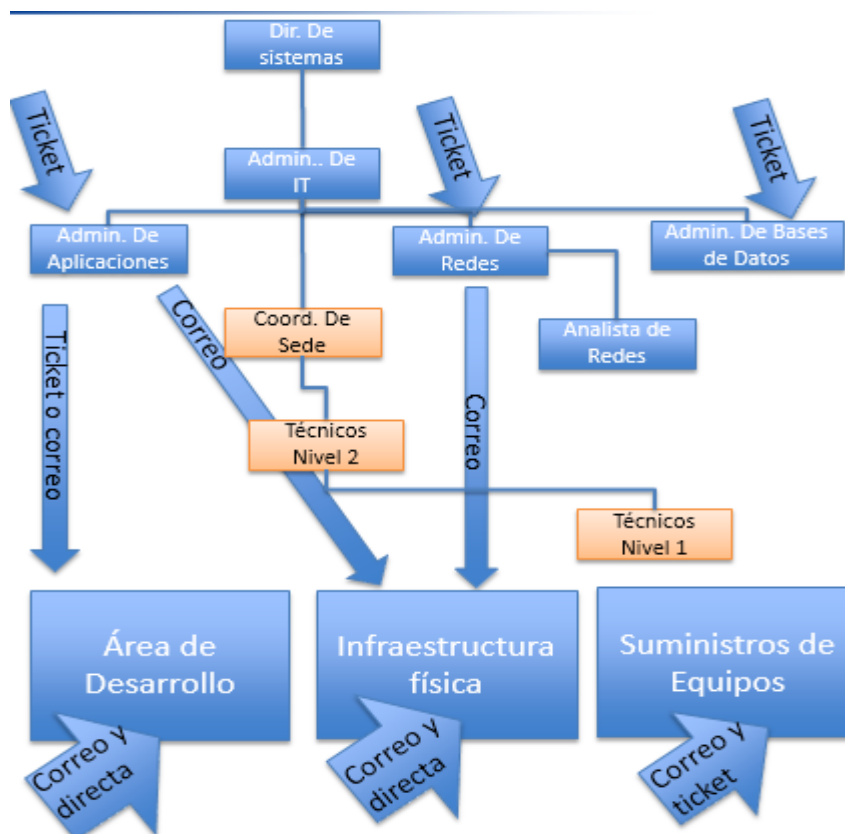 Dir. De
sistemas
Ticket
Ticket
Ticket
Admin.. De
IT
Admin. De
Aplicaciones
Admin. De
Redes
Admin. De Bases
de Datos
Coord. De
Sede
Analista de
Redes
Ticket o correo
Correo
Correo
Técnicos
Nivel 2
Técnicos
Nivel 1
Área de
Desarrollo
Infraestructura
física
Suministros de
Equipos
Correo y
directa
Correo y
directa
Correo y
ticket